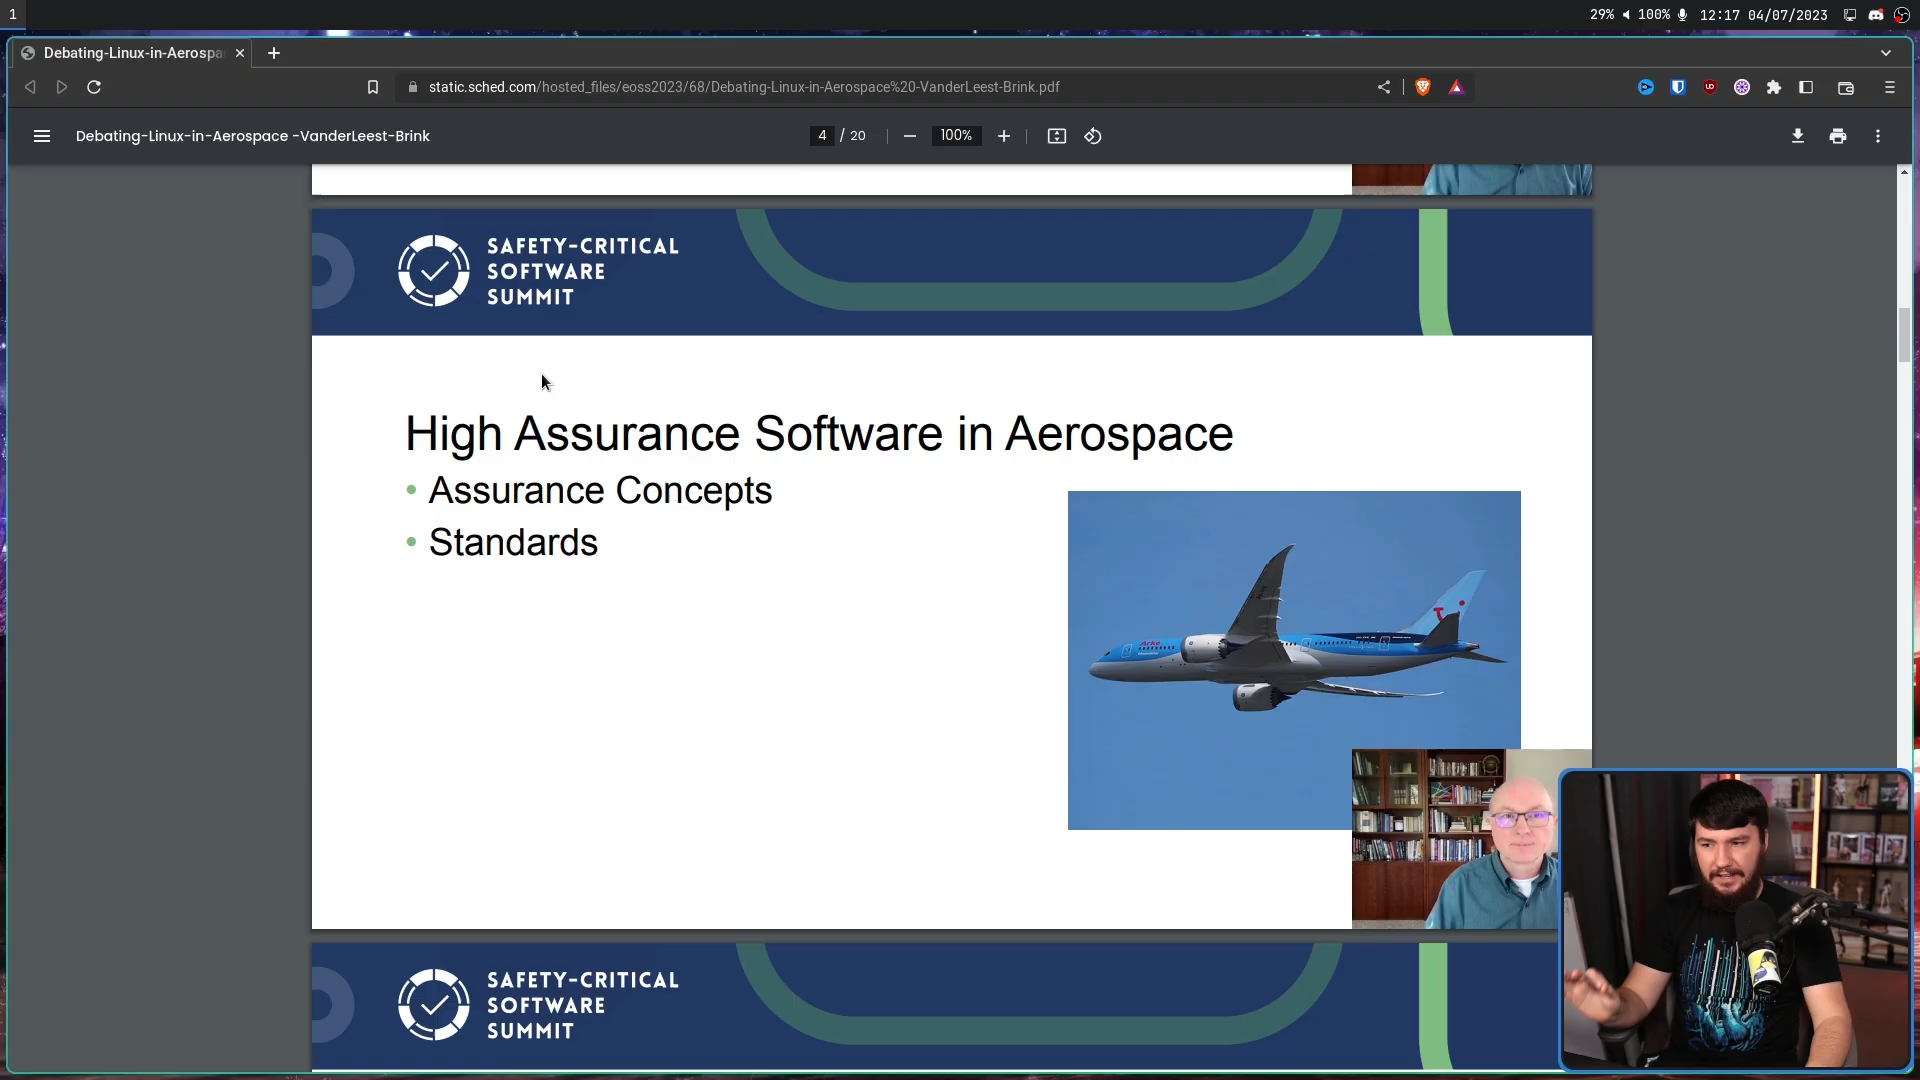 1
29% 100% 12:17 04/07/2023
Debating-Linux-in-Aerospa
static.sched.com/hosted_files/eoss2023/68/Debating-Linux-in-Aerospace%20-VanderLeest-Brink.pdf
Debating-Linux-in-Aerospace -VanderLeest-Brink
4 / 20
100%
SAFETY-CRITICAL
SOFTWARE
SUMMIT
High Assurance Software in Aerospace
• Assurance Concepts
• Standards
Arke
SAFETY-CRITICAL
SOFTWARE
SUMMIT